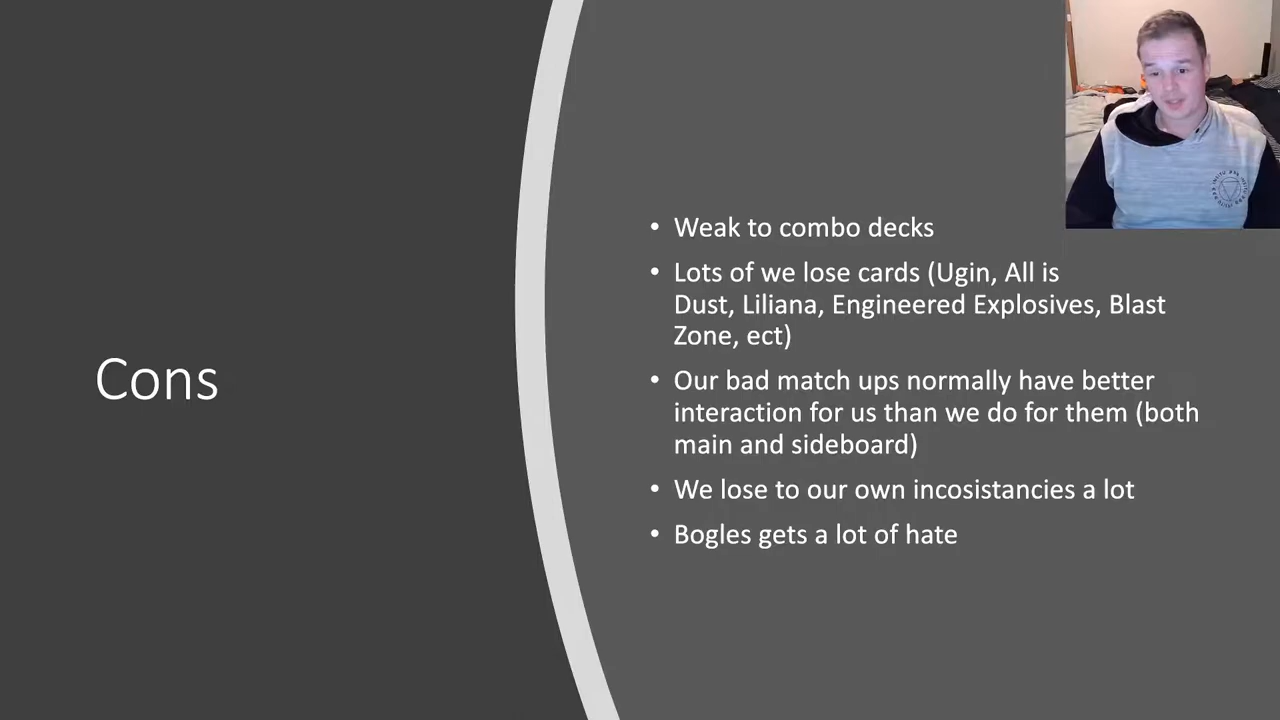 Cons
• Weak to combo decks
• Lots of we lose cards (Ugin, All is
Dust, Liliana, Engineered Explosives, Blast
Zone, ect)
• Our bad match ups normally have better
interaction for us than we do for them (both
main and sideboard)
• We lose to our own incosistancies a lot
• Bogles gets a lot of hate